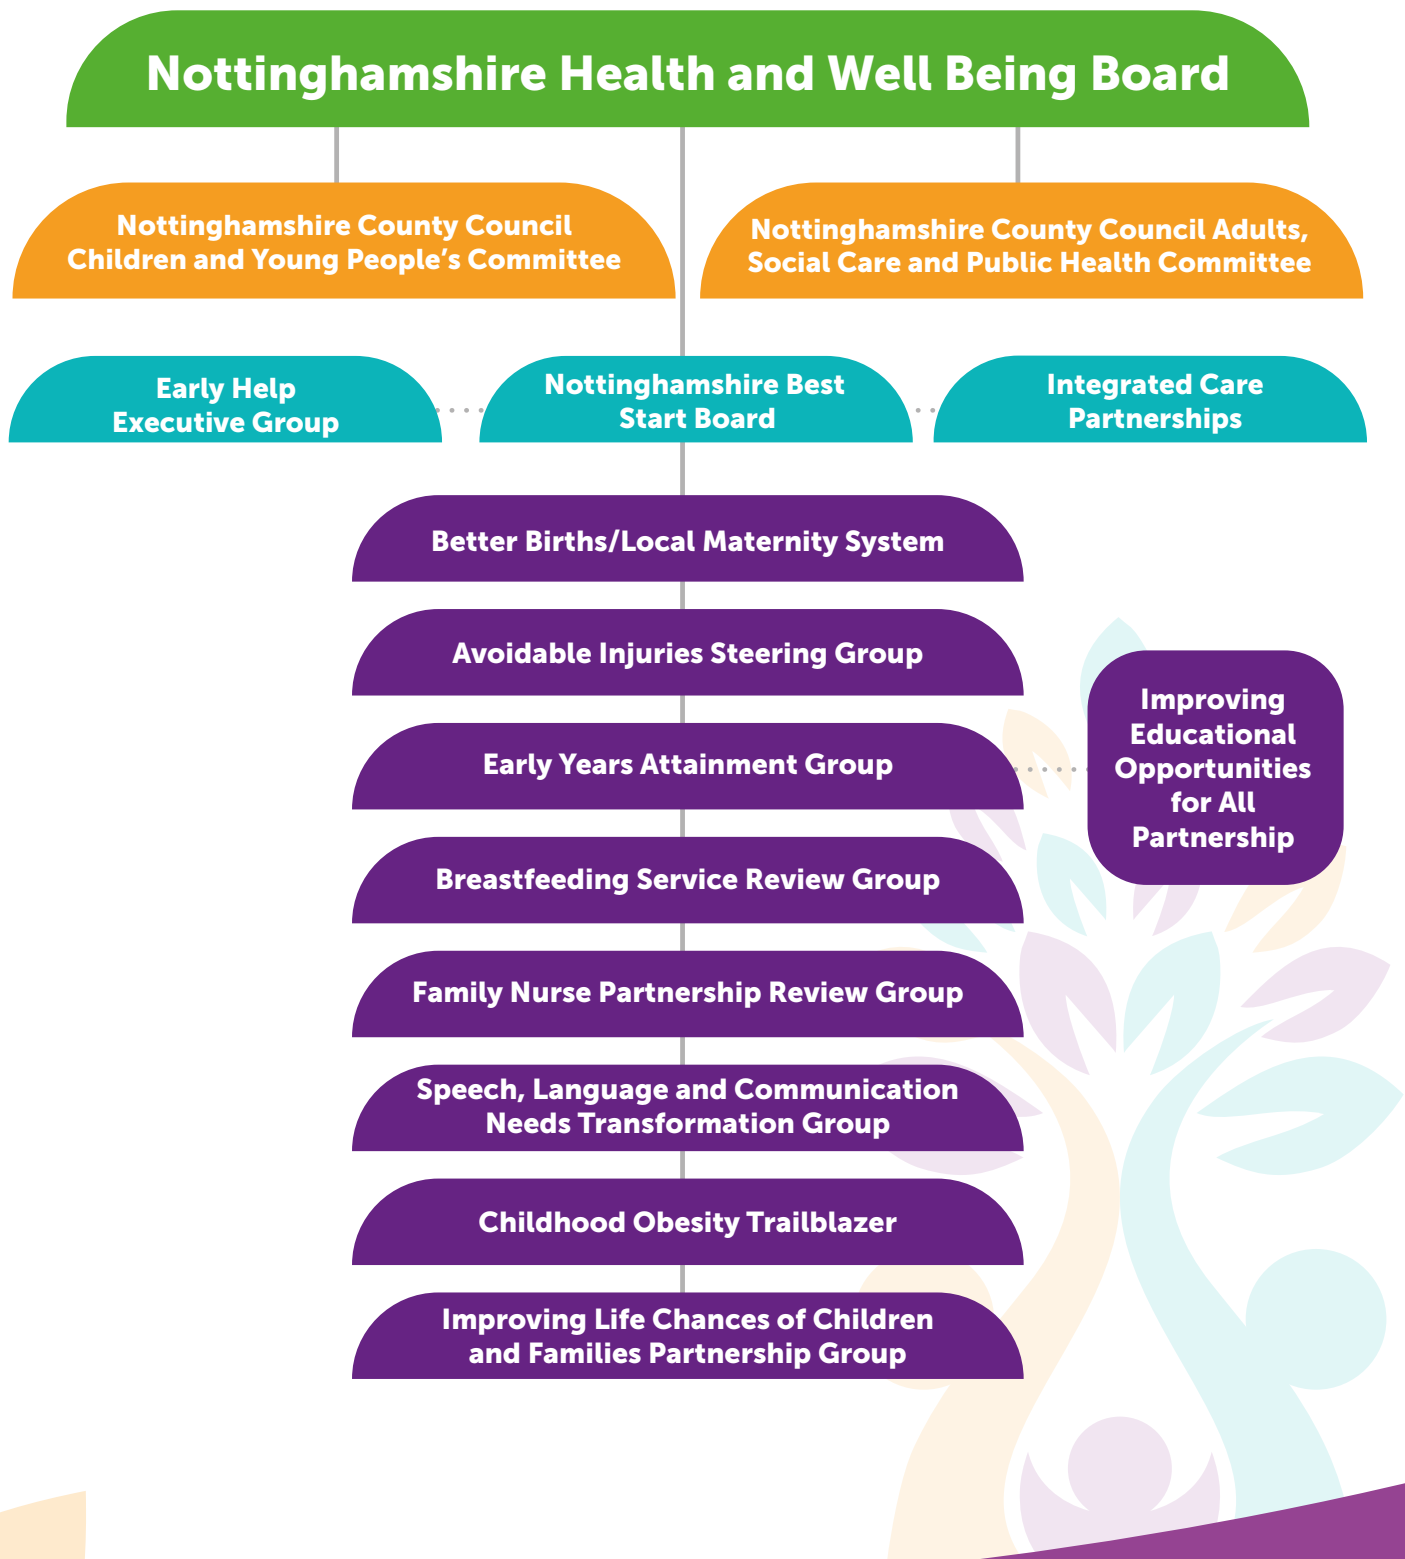 Nottinghamshire Health and Well Being Board
Nottinghamshire County Council
Children and Young People’s Committee
Nottinghamshire County Council Adults,
Social Care and Public Health Committee
Early Help
Executive Group
Nottinghamshire Best
Start Board
Integrated Care
Partnerships
Better Births/Local Maternity System
Avoidable Injuries Steering Group
Early Years Attainment Group
Improving
Educational
Opportunities
for All
Partnership
Breastfeeding Service Review Group
Family Nurse Partnership Review Group
Speech, Language and Communication
Needs Transformation Group
Childhood Obesity Trailblazer
Improving Life Chances of Children
and Families Partnership Group